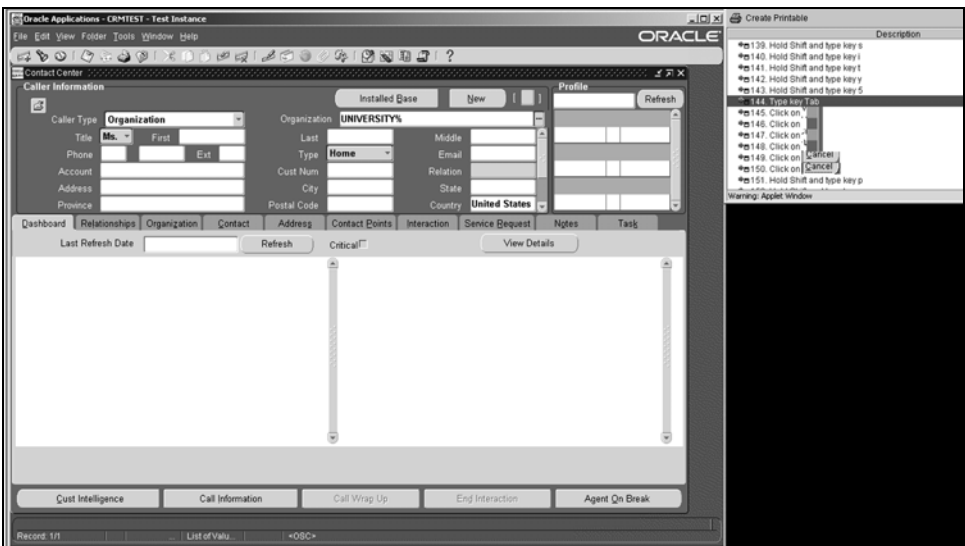 Oracle Applications - CRMTEST - Test Instance
File Edit View Folder Tools Window Help
ORACLE
Contact Center
Caller Information
Installed Base New [ ] Profile
Refresh
Caller Type Organization Organization UNIVERSITY%
Title Ms. First Last Middle
Phone Ext Type Home Email
Account Cust Num Relation
Address City State
Province Postal Code Country United States
Dashboard Relationships Organization Contact Address Contact Points Interaction Service Request Notes Task
Last Refresh Date Refresh Critical View Details
Cust Intelligence Call Information Call Wrap Up End Interaction Agent On Break
Record: 1/1 ... List of Valu... <OSC>
Create Printable
Description
139. Hold Shift and type key s
140. Hold Shift and type key i
141. Hold Shift and type key t
142. Hold Shift and type key y
143. Hold Shift and type key 5
144. Type key Tab
145. Click on
146. Click on
147. Click on
148. Click on
149. Click on Cancel
150. Click on Cancel
151. Hold Shift and type key p
Warning: Applet Window